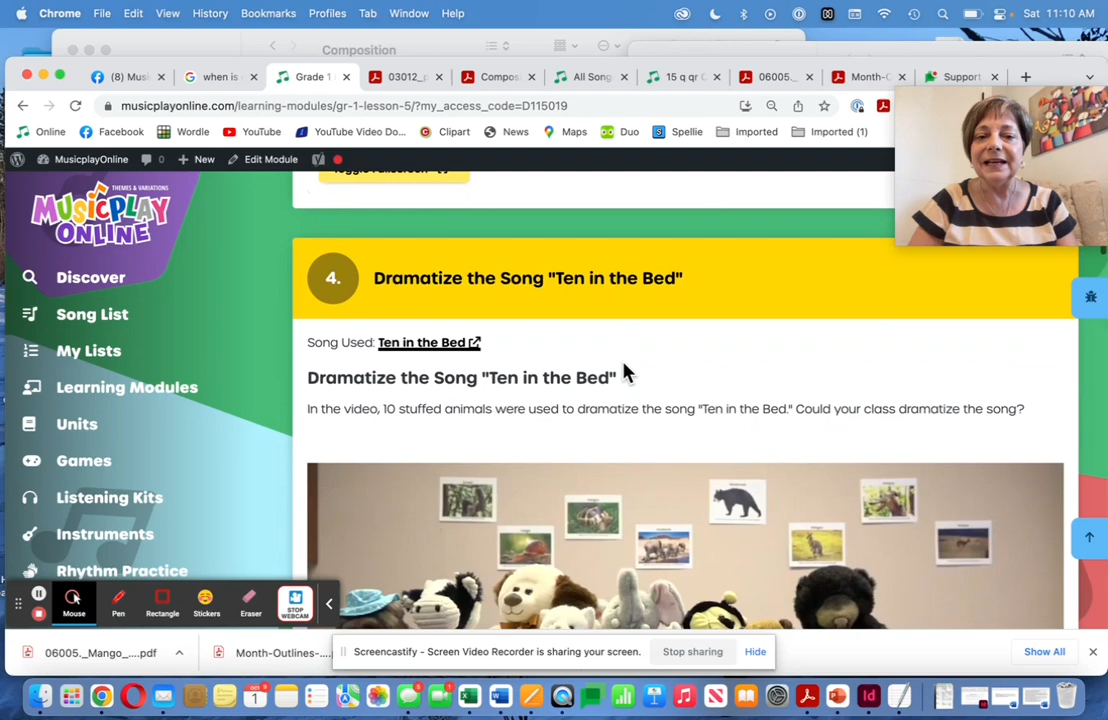 Chrome File Edit View History Bookmarks Profiles Tab Window Help Sat 11:10 AM
Composition
(8) Mus
when is
Grade 1
03012_
Compos
All Song
15 q qr
06005.
Month-C
Support
musicplayonline.com/learning-modules/gr-1-lesson-5/?my_access_code=D115019
Online Facebook Wordle YouTube YouTube Video Do... Clipart News Maps Duo Spellie Imported Imported (1)
MusicplayOnline New Edit Module
THEMES & VARIATIONS
MUSICPLAY
ONLINE
Discover
Song List
My Lists
Learning Modules
Units
Games
Listening Kits
Instruments
Rhythm Practice
4. Dramatize the Song "Ten in the Bed"
Song Used: Ten in the Bed
Dramatize the Song "Ten in the Bed"
In the video, 10 stuffed animals were used to dramatize the song "Ten in the Bed." Could your class dramatize the song?
Mouse Pen Rectangle Stickers Eraser STOP WEBCAM
06005._Mango_....pdf
Month-Outlines-....
Screencastify - Screen Video Recorder is sharing your screen. Stop sharing Hide
Show All